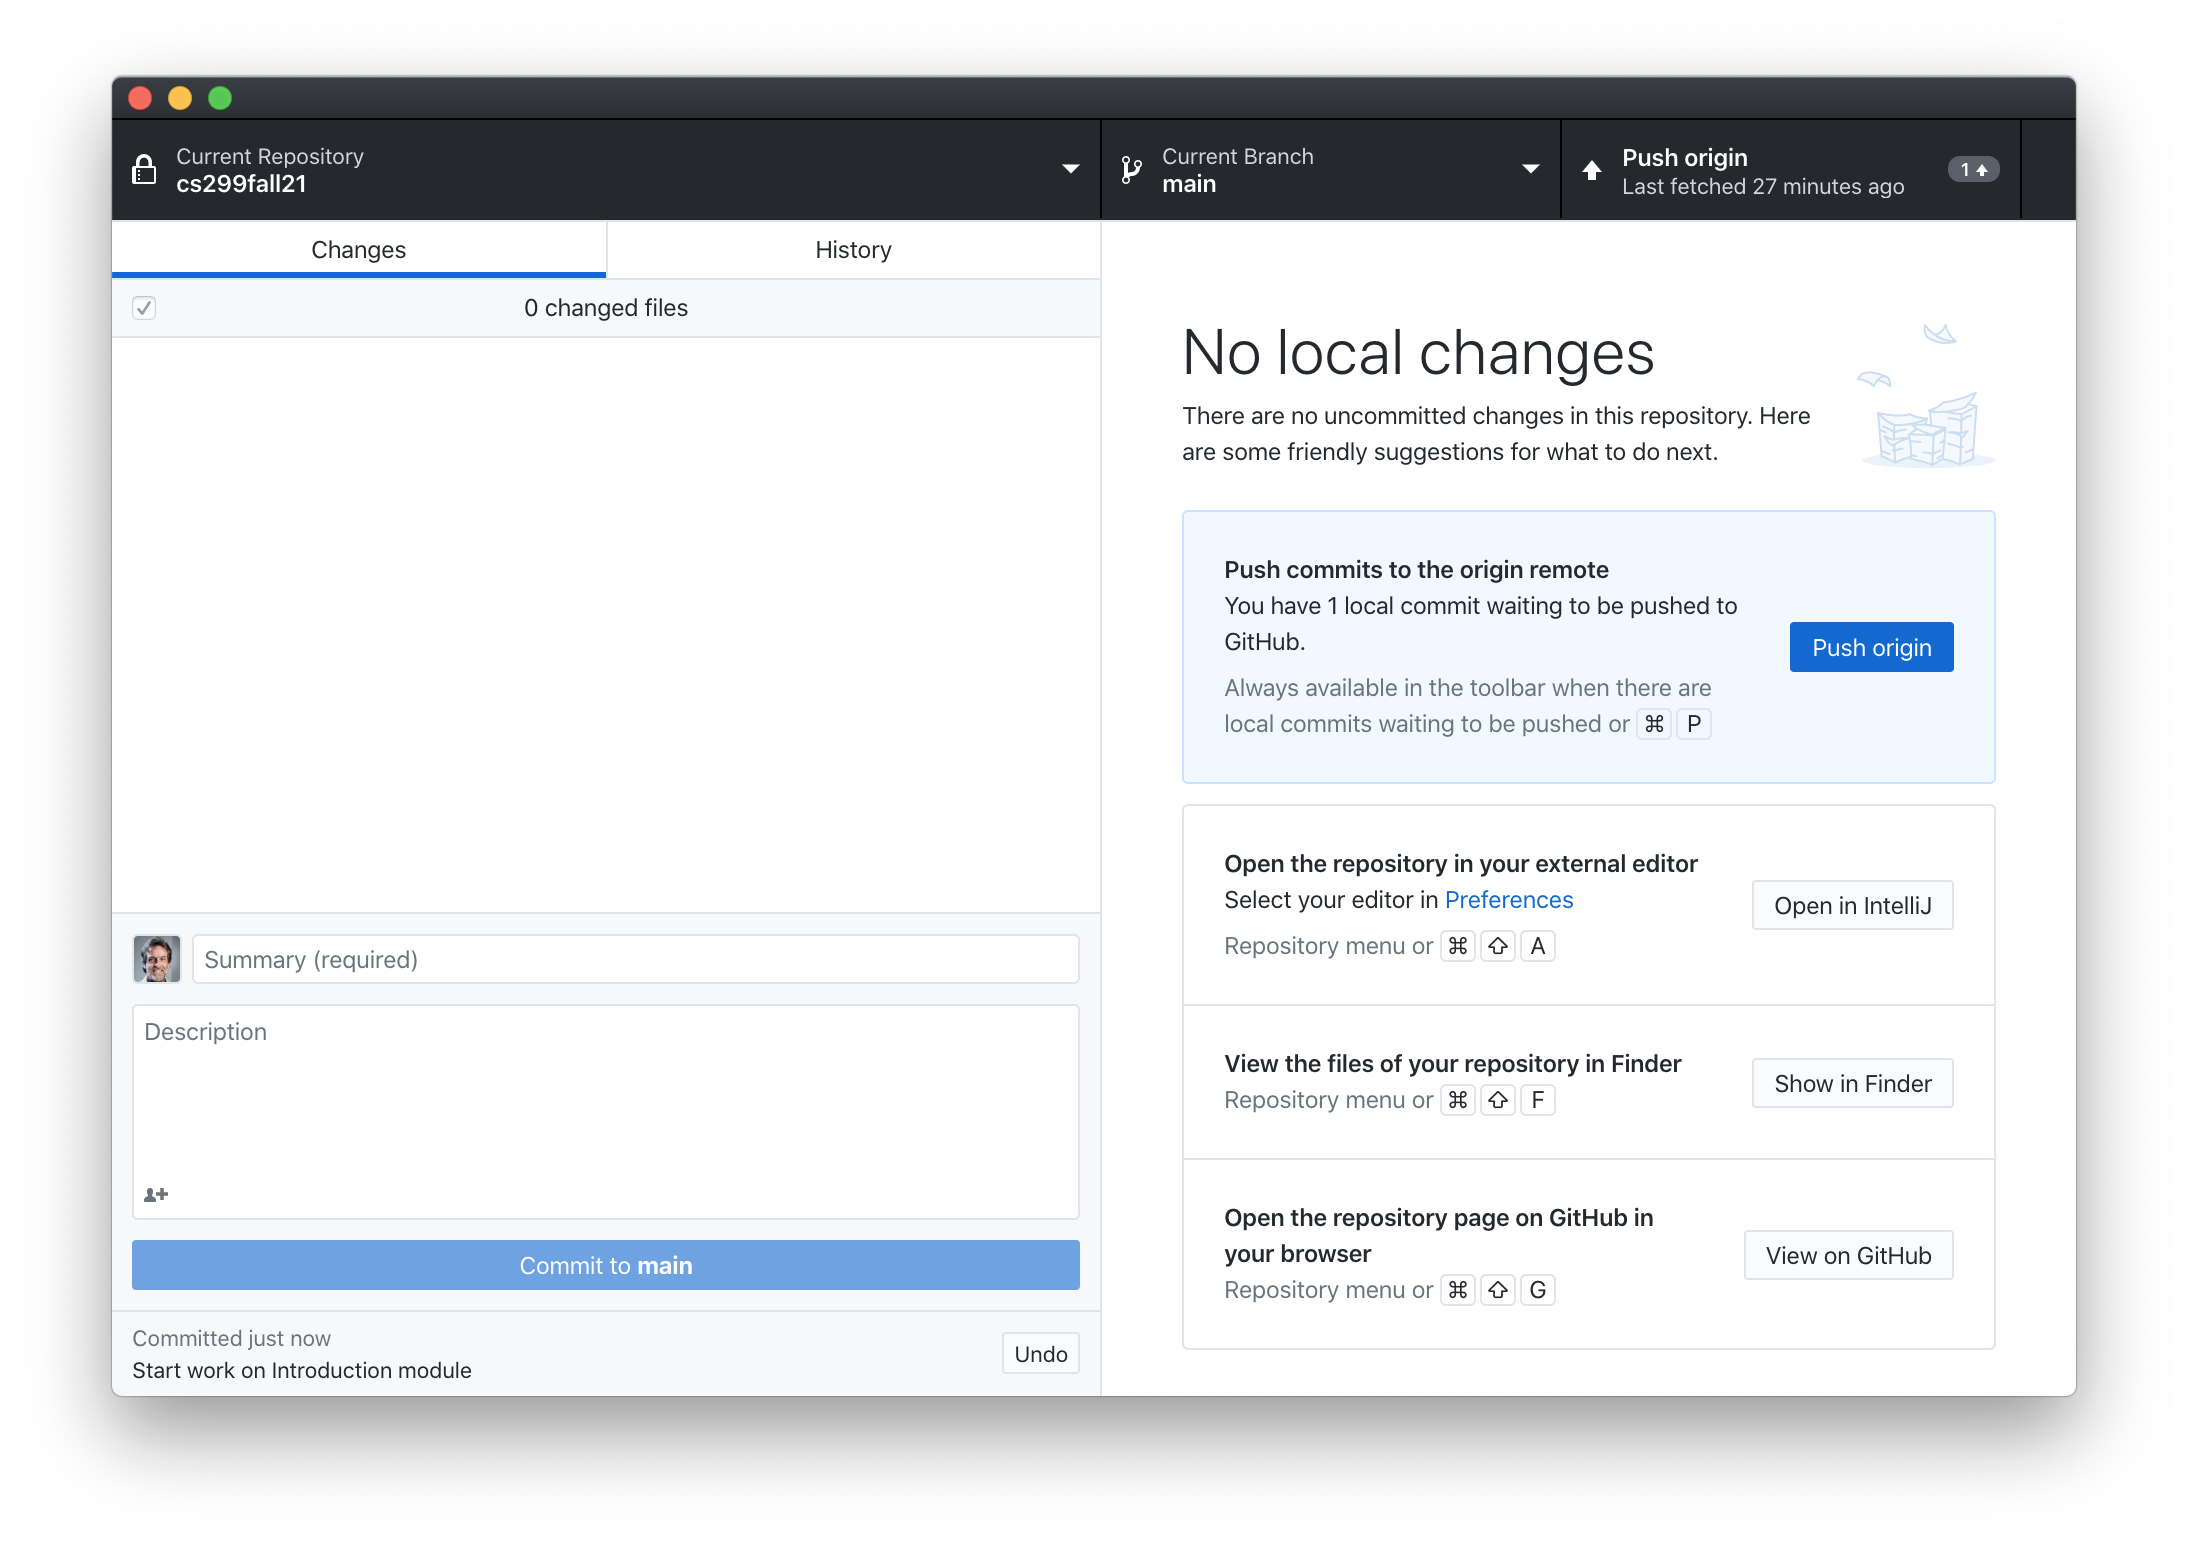 Current Repository
cs299fall21
Current Branch
main
Push origin
Last fetched 27 minutes ago
1
Changes
History
0 changed files
No local changes
There are no uncommitted changes in this repository. Here
are some friendly suggestions for what to do next.
Push commits to the origin remote
You have 1 local commit waiting to be pushed to
GitHub.
Push origin
Always available in the toolbar when there are
local commits waiting to be pushed or ⌘ P
Open the repository in your external editor
Select your editor in Preferences
Open in IntelliJ
Repository menu or ⌘ ⇧ A
View the files of your repository in Finder
Show in Finder
Repository menu or ⌘ ⇧ F
Open the repository page on GitHub in
your browser
View on GitHub
Repository menu or ⌘ ⇧ G
Summary (required)
Description
Commit to main
Committed just now
Start work on Introduction module
Undo